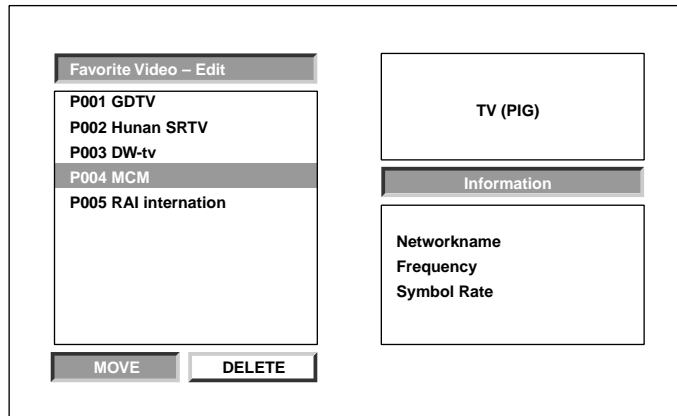 Favorite Video – Edit
P001 GDTV
P002 Hunan SRTV
P003 DW-tv
P004 MCM
P005 RAI internation
MOVE
DELETE
TV (PIG)
Information
Networkname
Frequency
Symbol Rate